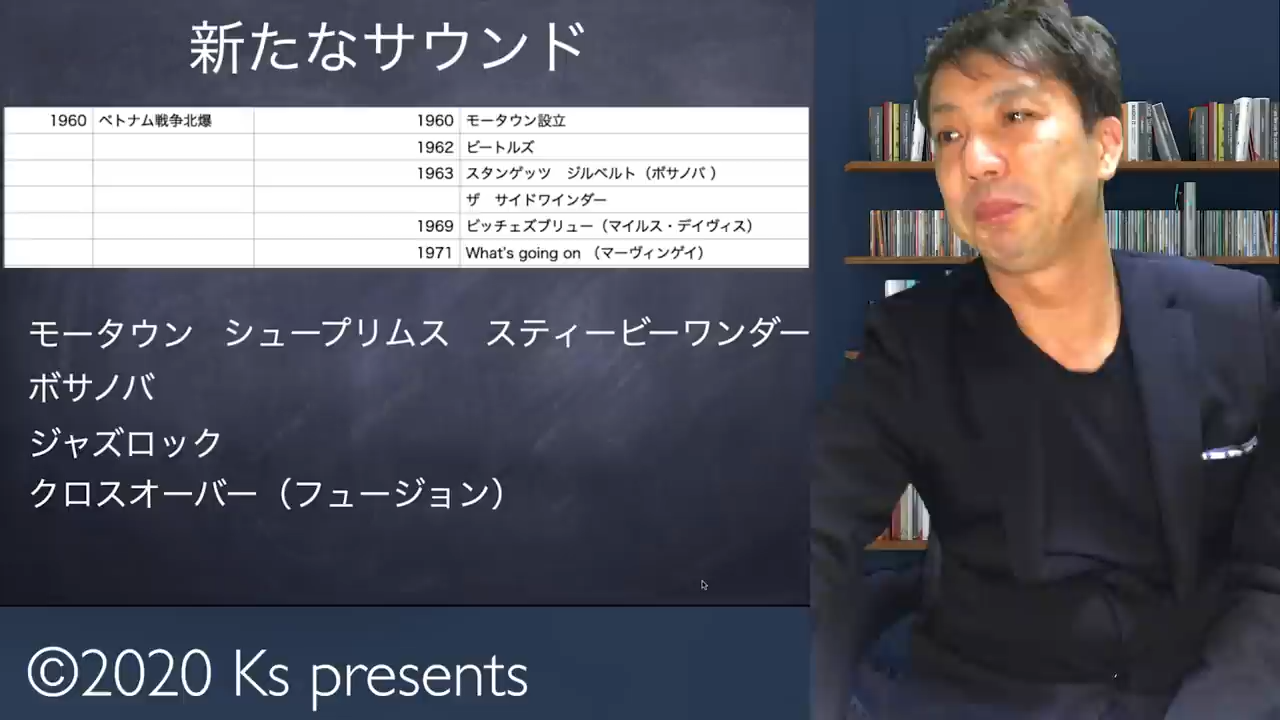 新たなサウンド
1960 ベトナム戦争北爆 1960 モータウン設立
1962 ビートルズ
1963 スタンゲッツ　ジルベルト（ボサノバ ）
ザ　サイドワインダー
1969 ビッチェズブリュー（マイルス・デイヴィス）
1971 What's going on （マーヴィンゲイ）
モータウン　シュープリムス　スティービーワンダー
ボサノバ
ジャズロック
クロスオーバー（フュージョン）
©2020 Ks presents